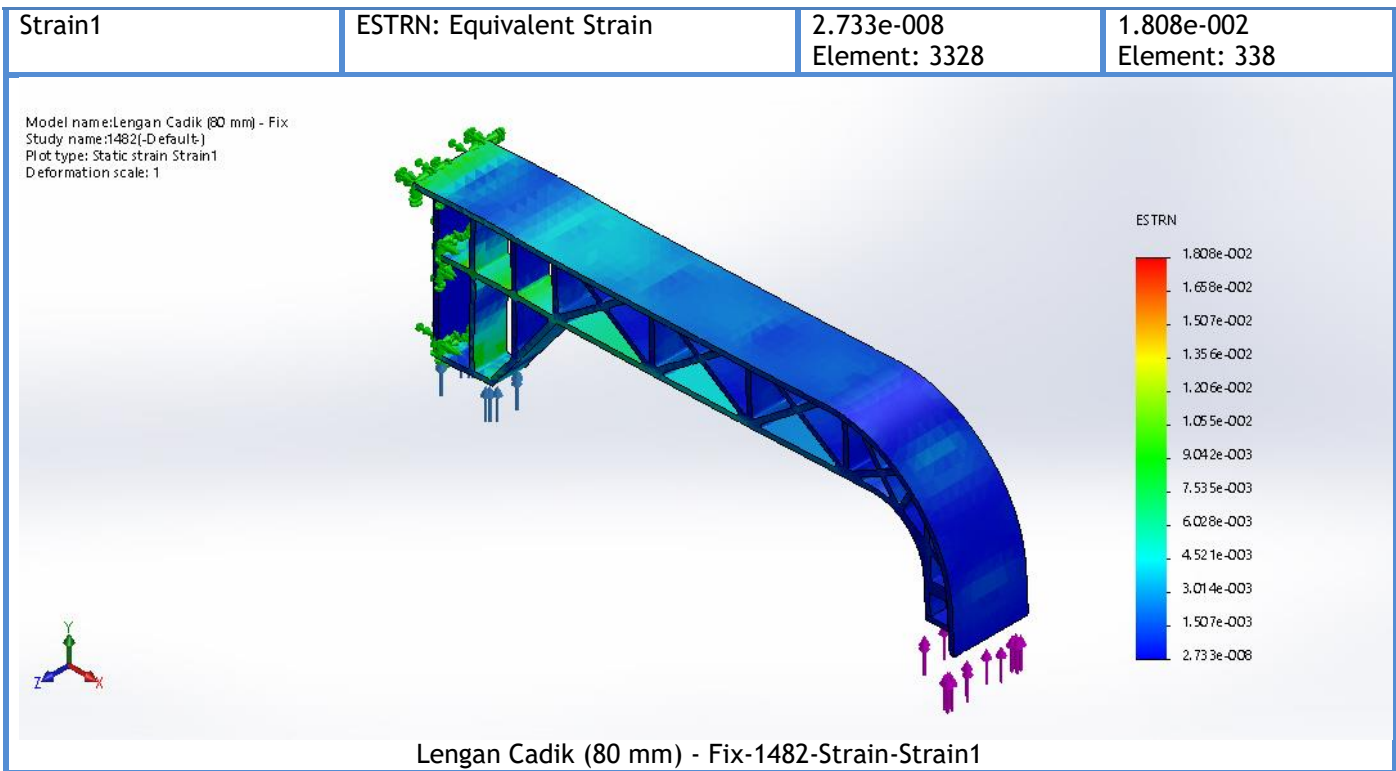 Strain1 ESTRN: Equivalent Strain 2.733e-008 1.808e-002
Element: 3328 Element: 338
Model name:Lengan Cadik (80 mm) - Fix
Study name:1482(-Default-)
Plot type: Static strain Strain1
Deformation scale: 1
ESTRN
1.808e-002
1.658e-002
1.507e-002
1.356e-002
1.206e-002
1.055e-002
9.042e-003
7.535e-003
6.028e-003
4.521e-003
3.014e-003
1.507e-003
2.733e-008
Y
Z X
Lengan Cadik (80 mm) - Fix-1482-Strain-Strain1